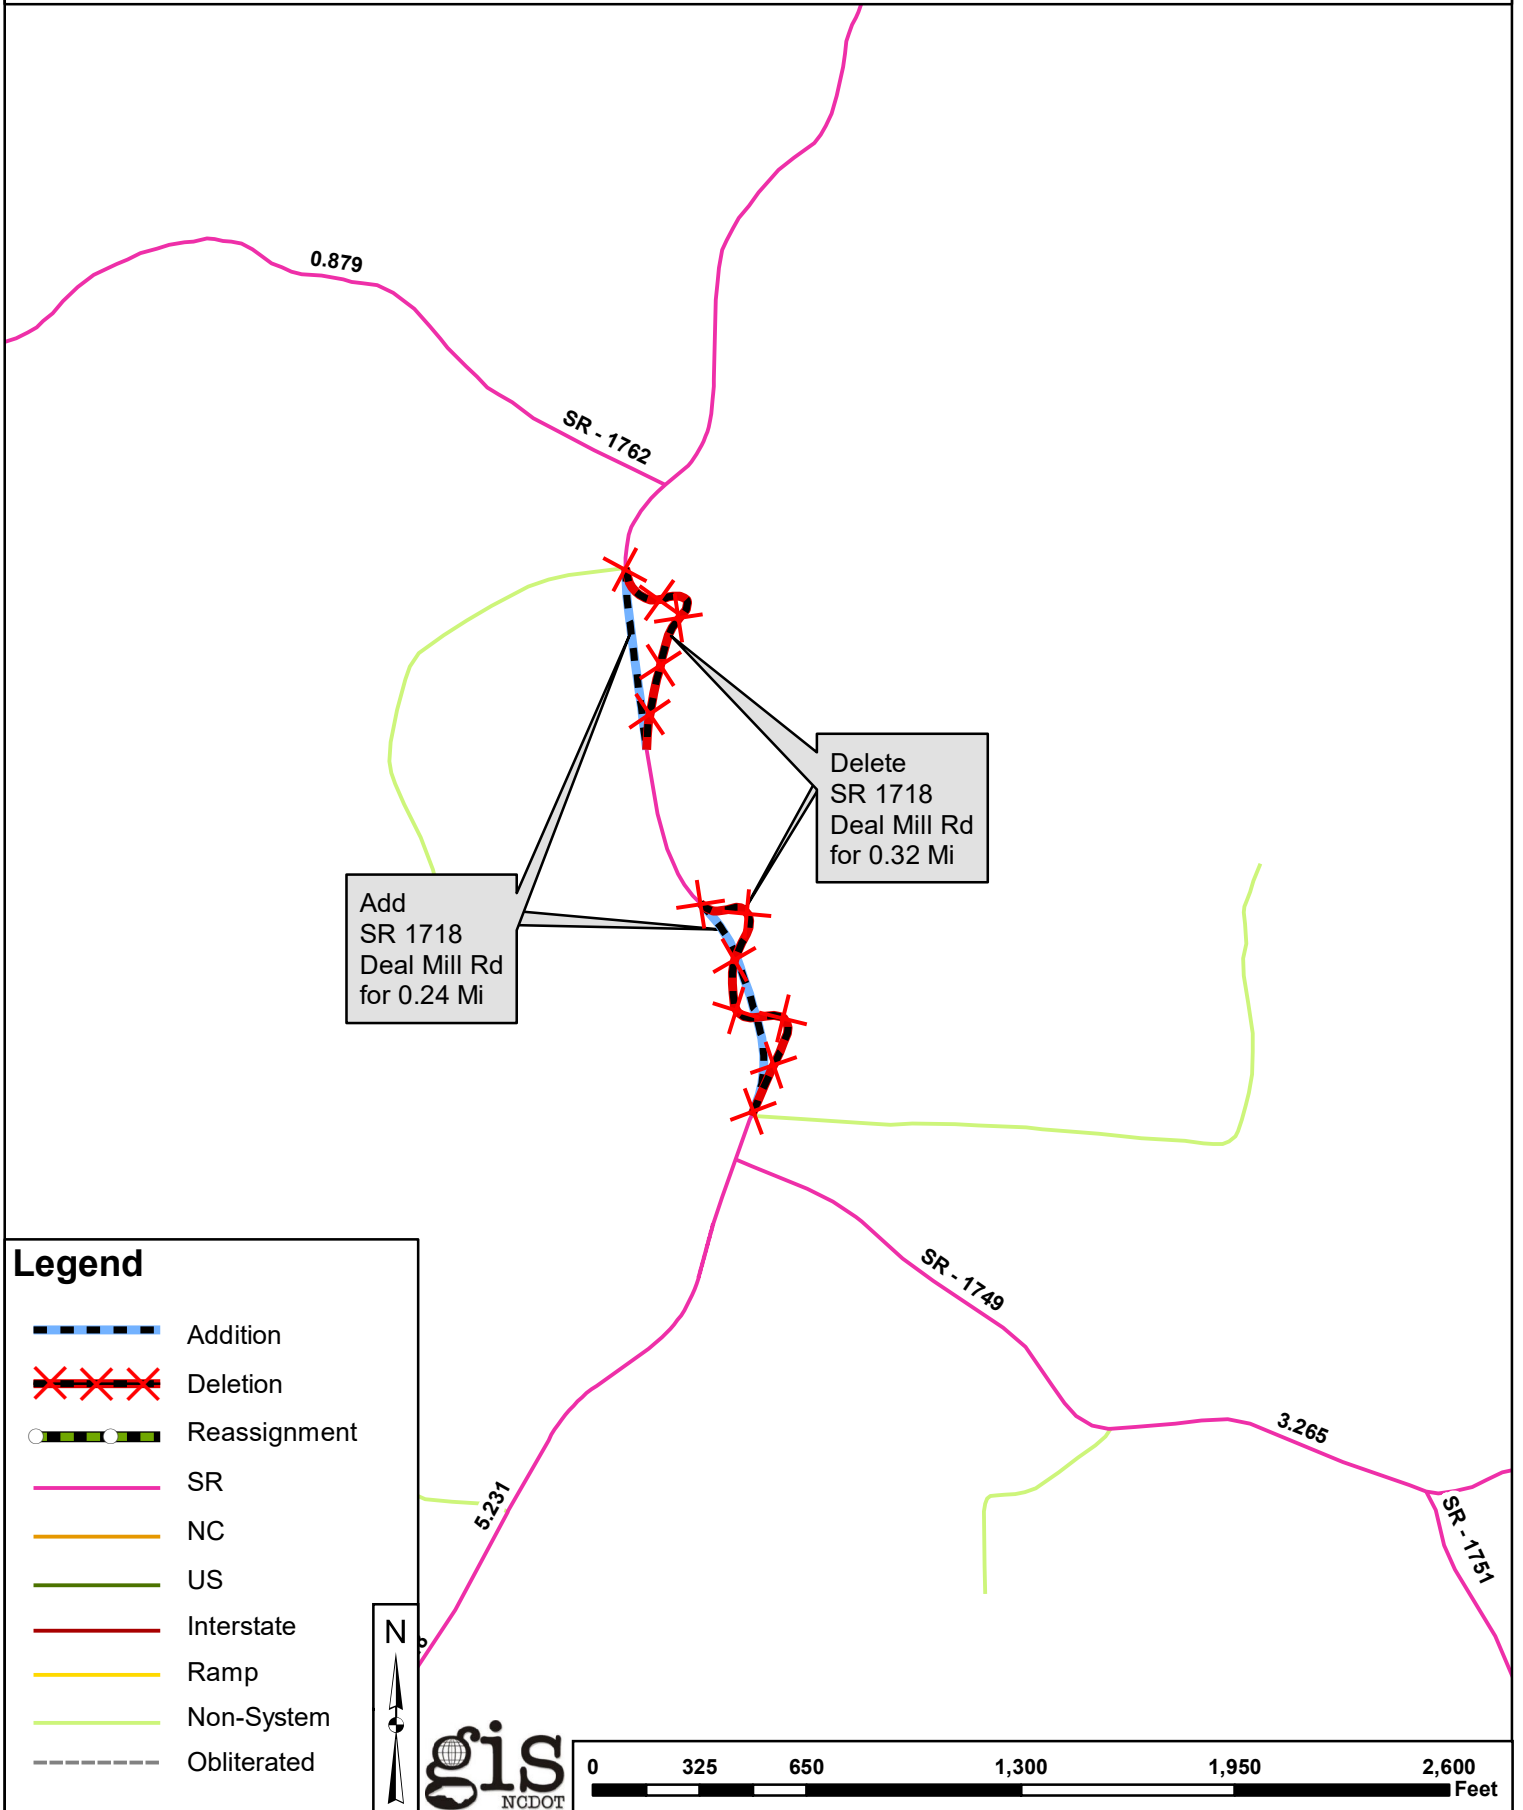 0.879
SR - 1762
Delete
SR 1718
Deal Mill Rd
for 0.32 Mi
Add
SR 1718
Deal Mill Rd
for 0.24 Mi
SR - 1749
3.265
SR - 1751
5.231
Legend
Addition
Deletion
Reassignment
SR
NC
US
Interstate
Ramp
Non-System
Obliterated
N
gis
NCDOT
0 325 650 1,300 1,950 2,600
Feet